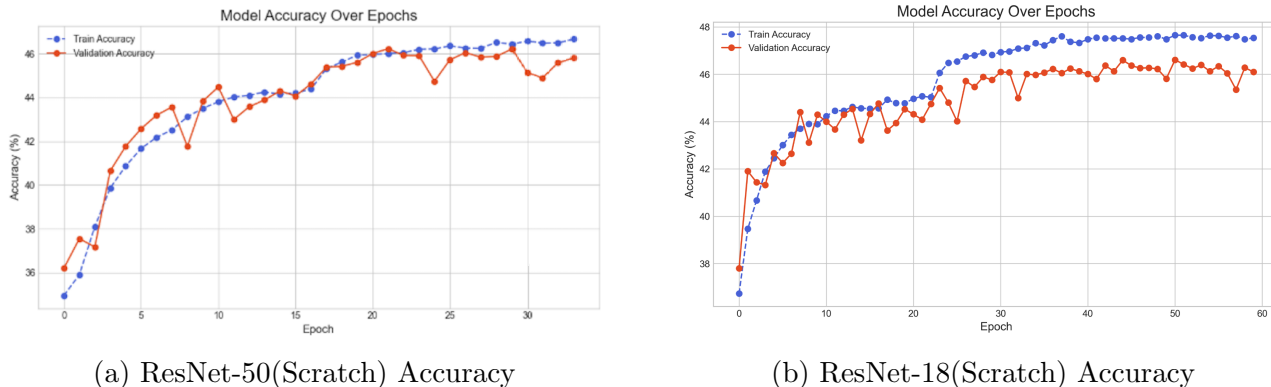 Model Accuracy Over Epochs
Train Accuracy
Validation Accuracy
46
44
42
40
38
36
Accuracy (%)
0
5
10
15
20
25
30
Epoch
(a) ResNet-50(Scratch) Accuracy
Model Accuracy Over Epochs
Train Accuracy
Validation Accuracy
48
46
44
42
40
38
Accuracy (%)
0
10
20
30
40
50
60
Epoch
(b) ResNet-18(Scratch) Accuracy